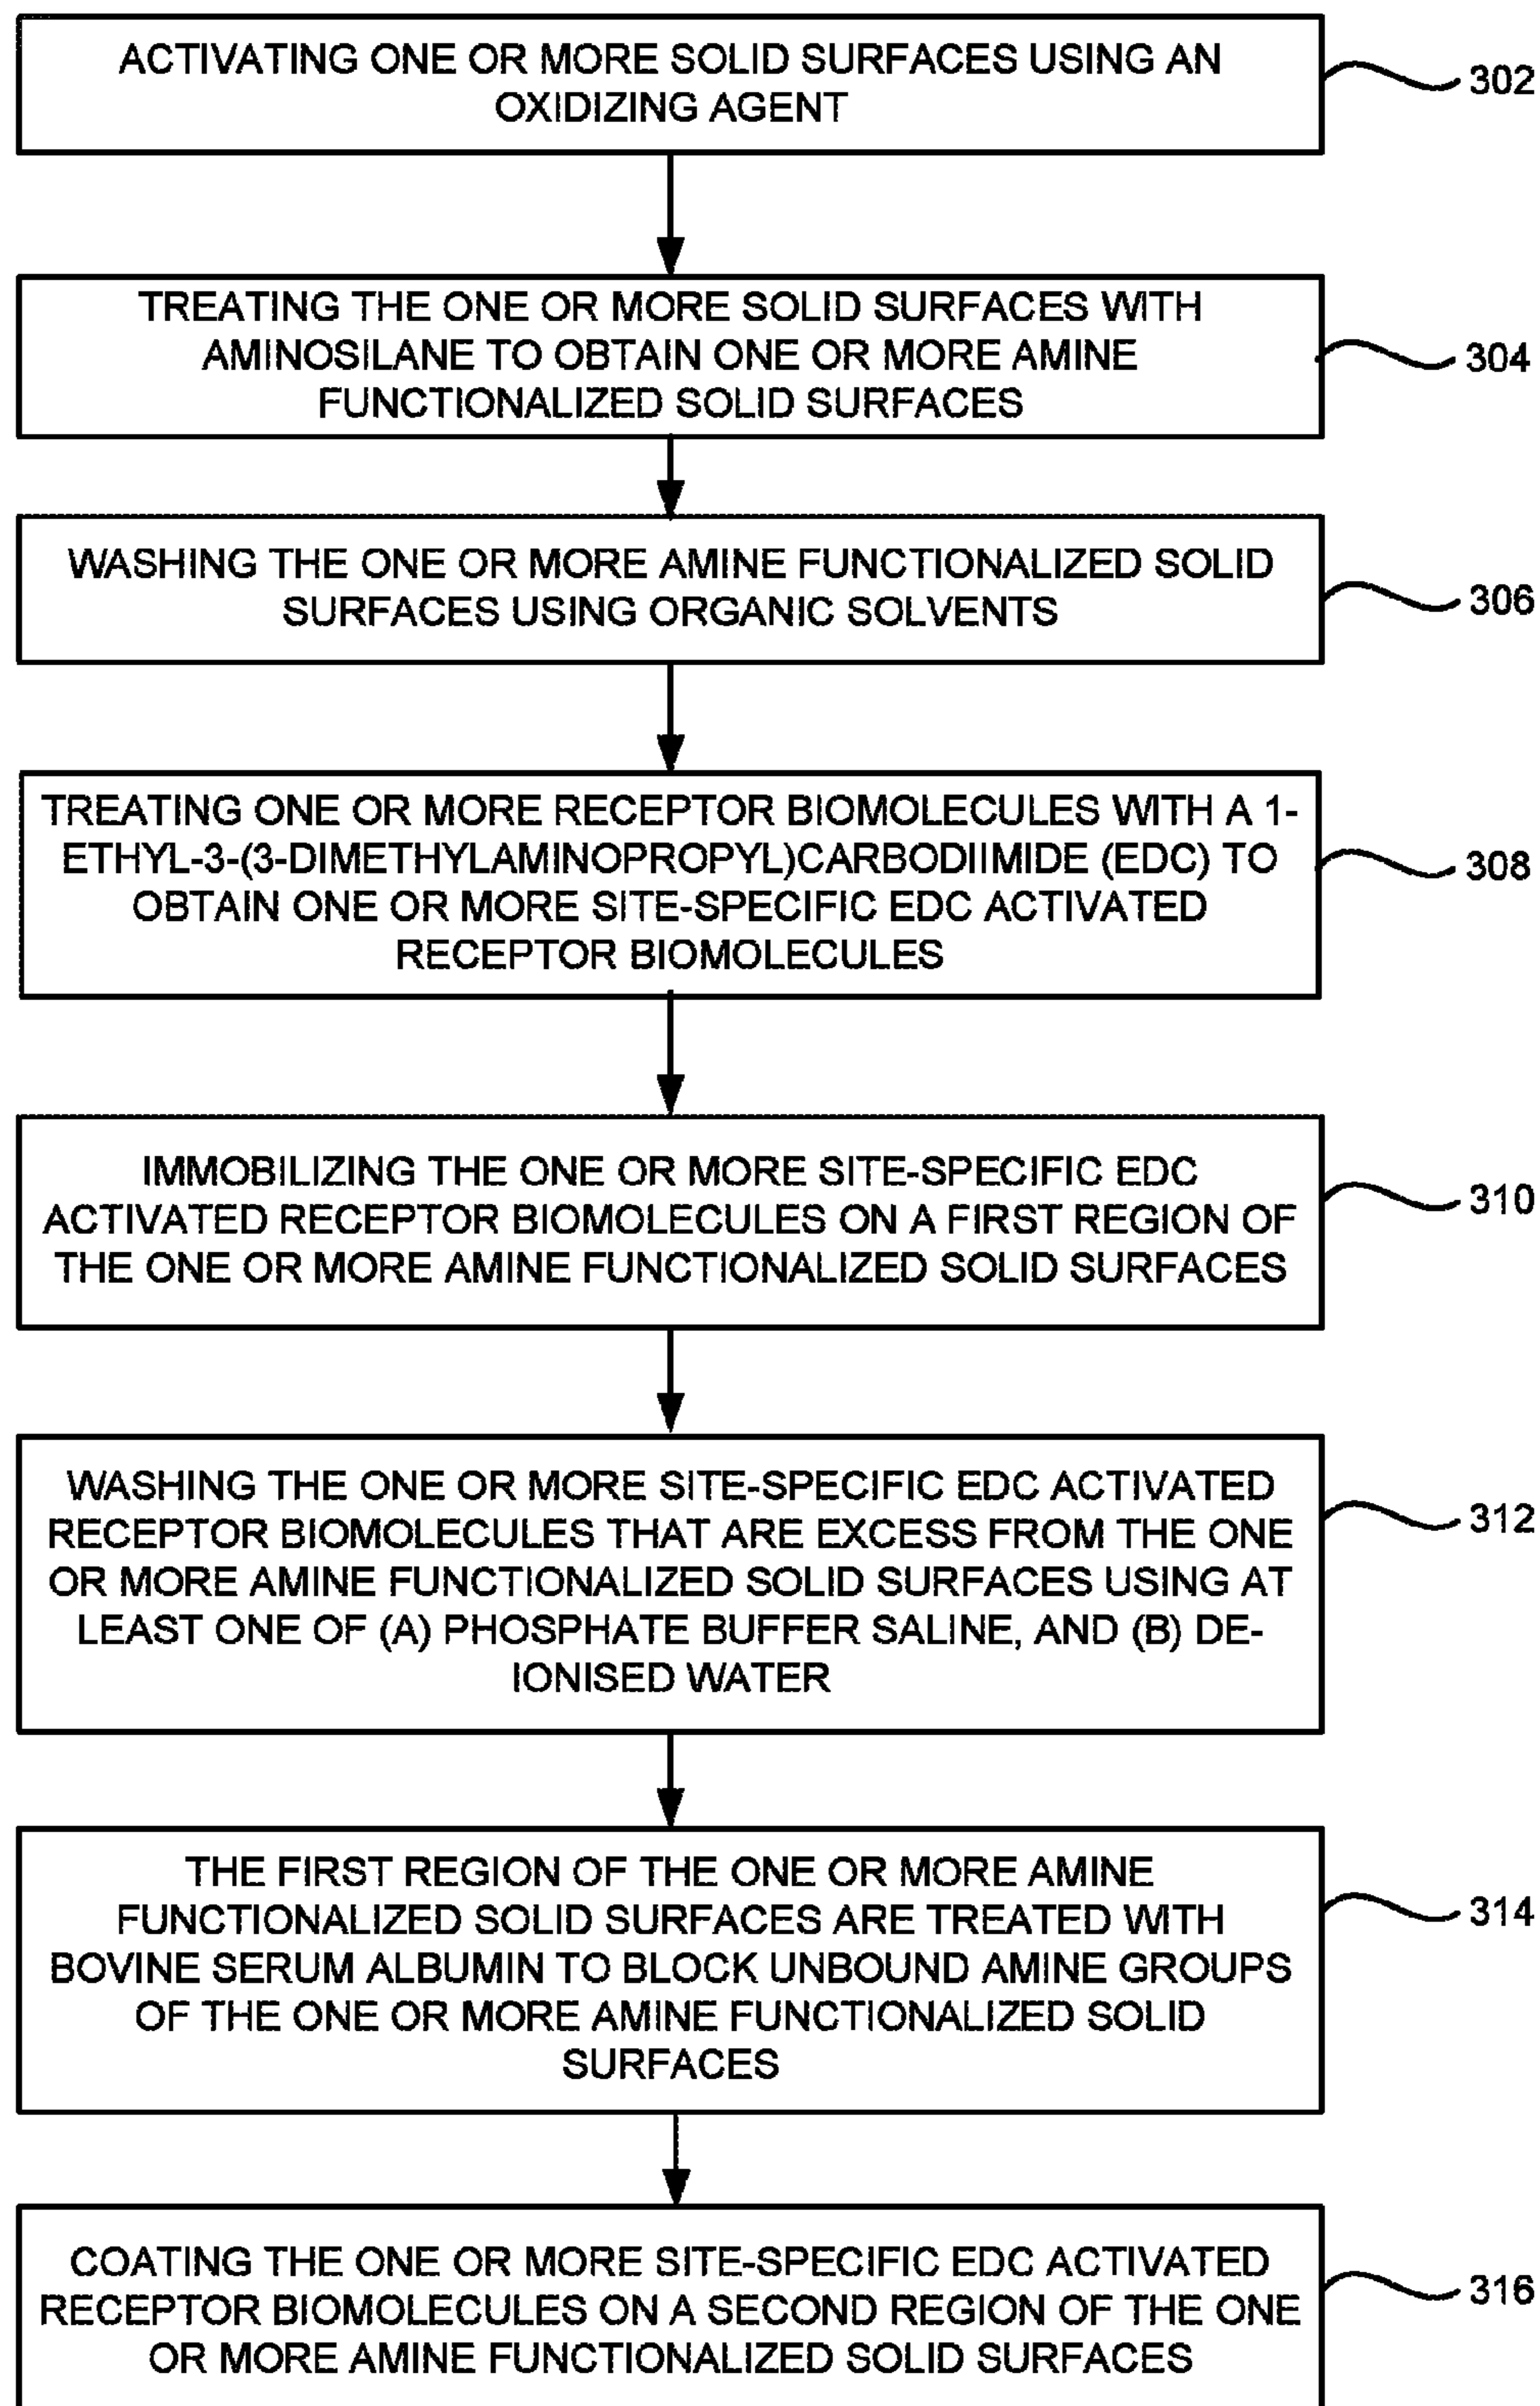 ACTIVATING ONE OR MORE SOLID SURFACES USING AN
OXIDIZING AGENT
302
TREATING THE ONE OR MORE SOLID SURFACES WITH
AMINOSILANE TO OBTAIN ONE OR MORE AMINE
FUNCTIONALIZED SOLID SURFACES
304
WASHING THE ONE OR MORE AMINE FUNCTIONALIZED SOLID
SURFACES USING ORGANIC SOLVENTS
306
TREATING ONE OR MORE RECEPTOR BIOMOLECULES WITH A 1-
ETHYL-3-(3-DIMETHYLAMINOPROPYL)CARBODIIMIDE (EDC) TO
OBTAIN ONE OR MORE SITE-SPECIFIC EDC ACTIVATED
RECEPTOR BIOMOLECULES
308
IMMOBILIZING THE ONE OR MORE SITE-SPECIFIC EDC
ACTIVATED RECEPTOR BIOMOLECULES ON A FIRST REGION OF
THE ONE OR MORE AMINE FUNCTIONALIZED SOLID SURFACES
310
WASHING THE ONE OR MORE SITE-SPECIFIC EDC ACTIVATED
RECEPTOR BIOMOLECULES THAT ARE EXCESS FROM THE ONE
OR MORE AMINE FUNCTIONALIZED SOLID SURFACES USING AT
LEAST ONE OF (A) PHOSPHATE BUFFER SALINE, AND (B) DE-
IONISED WATER
312
THE FIRST REGION OF THE ONE OR MORE AMINE
FUNCTIONALIZED SOLID SURFACES ARE TREATED WITH
BOVINE SERUM ALBUMIN TO BLOCK UNBOUND AMINE GROUPS
OF THE ONE OR MORE AMINE FUNCTIONALIZED SOLID
SURFACES
314
COATING THE ONE OR MORE SITE-SPECIFIC EDC ACTIVATED
RECEPTOR BIOMOLECULES ON A SECOND REGION OF THE ONE
OR MORE AMINE FUNCTIONALIZED SOLID SURFACES
316